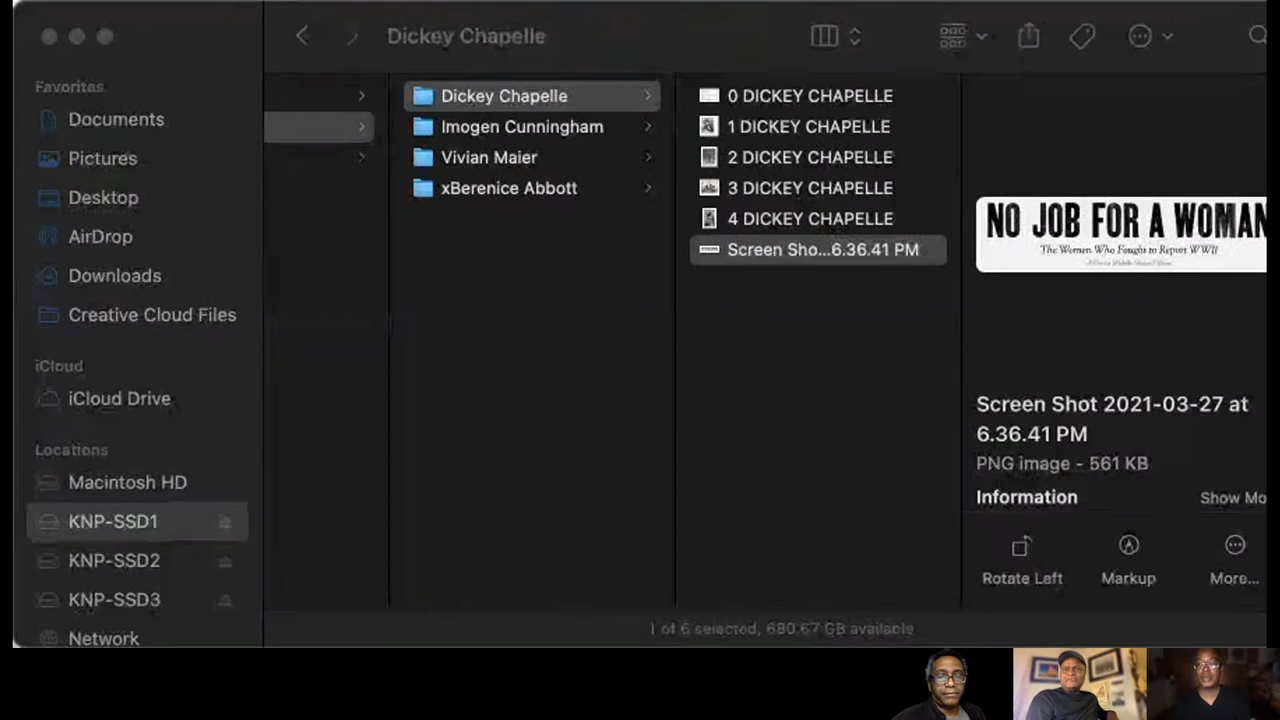 Dickey Chapelle
Favorites
Documents
Pictures
Desktop
AirDrop
Downloads
Creative Cloud Files
iCloud
iCloud Drive
Locations
Macintosh HD
KNP-SSD1
KNP-SSD2
KNP-SSD3
Network
Dickey Chapelle
Imogen Cunningham
Vivian Maier
xBerenice Abbott
0 DICKEY CHAPELLE
1 DICKEY CHAPELLE
2 DICKEY CHAPELLE
3 DICKEY CHAPELLE
4 DICKEY CHAPELLE
Screen Sho...6.36.41 PM
NO JOB FOR A WOMAN
The Women Who Fought to Report WWII
Screen Shot 2021-03-27 at
6.36.41 PM
PNG image - 561 KB
Information
Show Mo
Rotate Left
Markup
More...
1 of 6 selected, 680.67 GB available